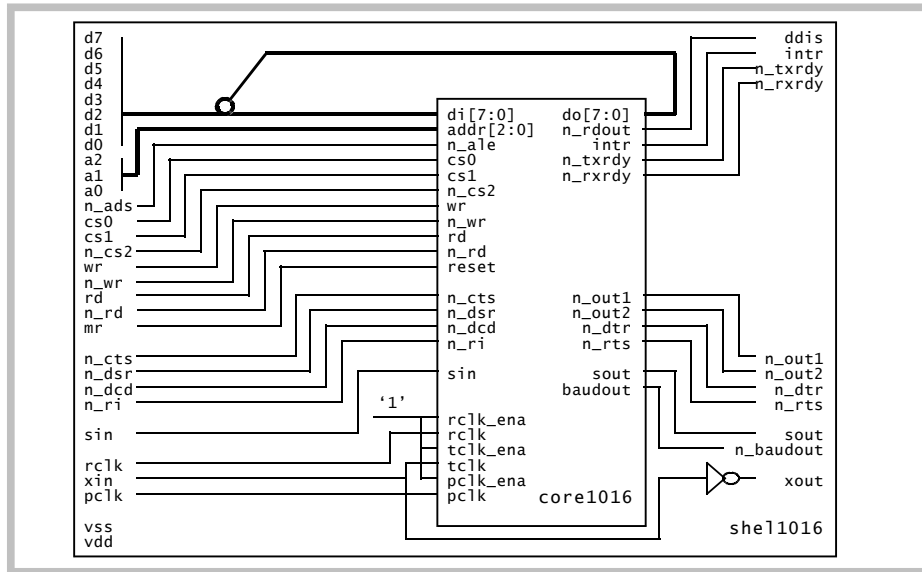 d7
d6
d5
d4
d3
d2
d1
d0
a2
a1
a0
n_ads
cs0
cs1
n_cs2
wr
n_wr
rd
n_rd
mr
n_cts
n_dsr
n_dcd
n_ri
sin
rclk
xin
pclk
vss
vdd
di[7:0]
addr[2:0]
n_ale
cs0
cs1
n_cs2
wr
n_wr
rd
n_rd
reset
n_cts
n_dsr
n_dcd
n_ri
sin
‘1’
rclk_ena
rclk
tclk_ena
tclk
pclk_ena
pclk
do[7:0]
n_rdout
intr
n_txrdy
n_rxrdy
n_out1
n_out2
n_dtr
n_rts
sout
baudout
core1016
ddis
intr
n_txrdy
n_rxrdy
n_out1
n_out2
n_dtr
n_rts
sout
n_baudout
xout
shel1016